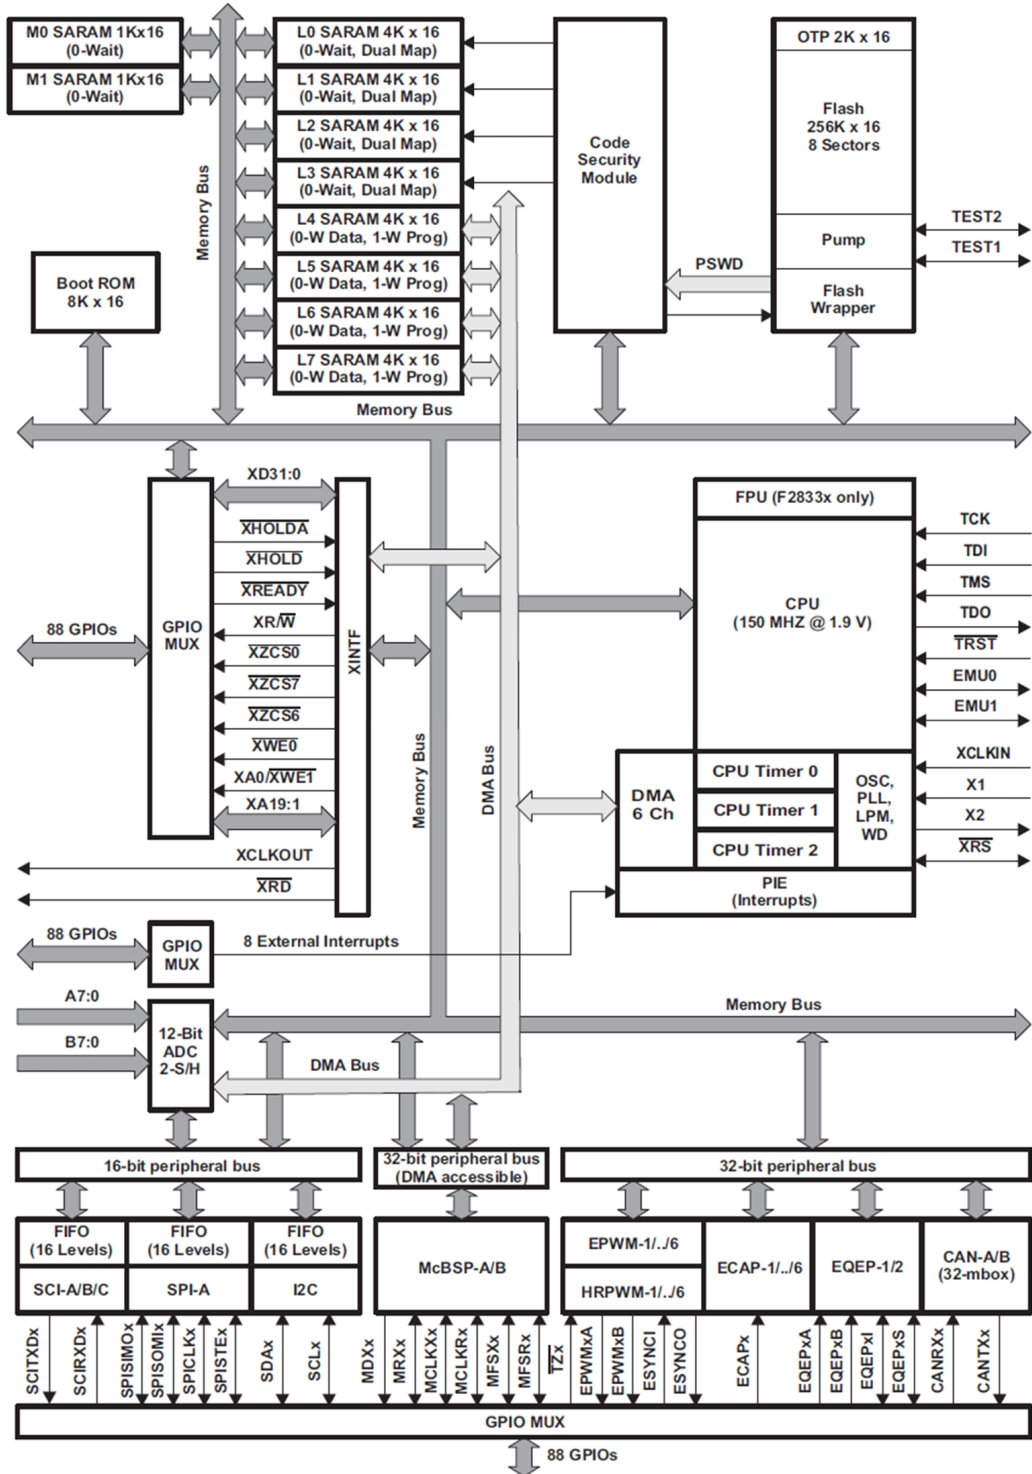 M0 SARAM 1Kx16
(0-Wait)
M1 SARAM 1Kx16
(0-Wait)
L0 SARAM 4K x 16
(0-Wait, Dual Map)
L1 SARAM 4K x 16
(0-Wait, Dual Map)
L2 SARAM 4K x 16
(0-Wait, Dual Map)
L3 SARAM 4K x 16
(0-Wait, Dual Map)
L4 SARAM 4K x 16
(0-W Data, 1-W Prog)
L5 SARAM 4K x 16
(0-W Data, 1-W Prog)
L6 SARAM 4K x 16
(0-W Data, 1-W Prog)
L7 SARAM 4K x 16
(0-W Data, 1-W Prog)
Memory Bus
Boot ROM
8K x 16
Code
Security
Module
PSWD
OTP 2K x 16
Flash
256K x 16
8 Sectors
Pump
Flash
Wrapper
TEST2
TEST1
Memory Bus
88 GPIOs
GPIO
MUX
XD31:0
XHOLDA
XHOLD
XREADY
XR/W
XZCS0
XZCS7
XZCS6
XWE0
XA0/XWE1
XA19:1
XCLKOUT
XRD
XINTF
Memory Bus
DMA Bus
FPU (F2833x only)
CPU
(150 MHZ @ 1.9 V)
DMA
6 Ch
CPU Timer 0
CPU Timer 1
CPU Timer 2
OSC,
PLL,
LPM,
WD
PIE
(Interrupts)
TCK
TDI
TMS
TDO
TRST
EMU0
EMU1
XCLKIN
X1
X2
XRS
88 GPIOs
GPIO
MUX
8 External Interrupts
A7:0
B7:0
12-Bit
ADC
2-S/H
Memory Bus
DMA Bus
16-bit peripheral bus
32-bit peripheral bus
(DMA accessible)
32-bit peripheral bus
FIFO
(16 Levels)
SCI-A/B/C
FIFO
(16 Levels)
SPI-A
FIFO
(16 Levels)
I2C
McBSP-A/B
EPWM-1/../6
HRPWM-1/../6
ECAP-1/../6
EQEP-1/2
CAN-A/B
(32-mbox)
SCITXDx
SCIRXDx
SPISIMOx
SPISOMIx
SPICLKx
SPISTEx
SDAx
SCLx
MDXx
MRXx
MCLKXx
MCLKRx
MFSXx
MFSRx
TZx
EPWMxA
EPWMxB
ESYNCI
ESYNCO
ECAPx
EQEPxA
EQEPxB
EQEPxI
EQEPxS
CANRXx
CANTXx
GPIO MUX
88 GPIOs